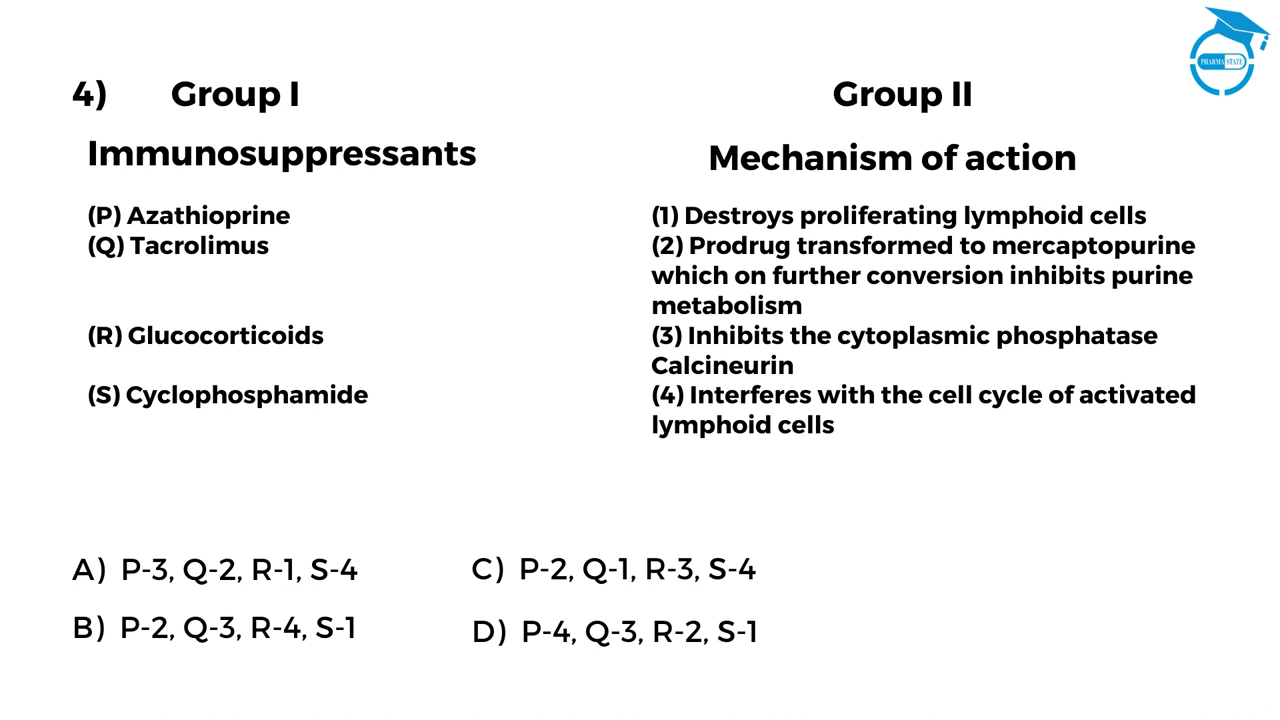 PHARMA STATE
4) Group I Group II
Immunosuppressants Mechanism of action
(P) Azathioprine (1) Destroys proliferating lymphoid cells
(Q) Tacrolimus (2) Prodrug transformed to mercaptopurine
which on further conversion inhibits purine
metabolism
(R) Glucocorticoids (3) Inhibits the cytoplasmic phosphatase
Calcineurin
(S) Cyclophosphamide (4) Interferes with the cell cycle of activated
lymphoid cells
A) P-3, Q-2, R-1, S-4 C) P-2, Q-1, R-3, S-4
B) P-2, Q-3, R-4, S-1 D) P-4, Q-3, R-2, S-1